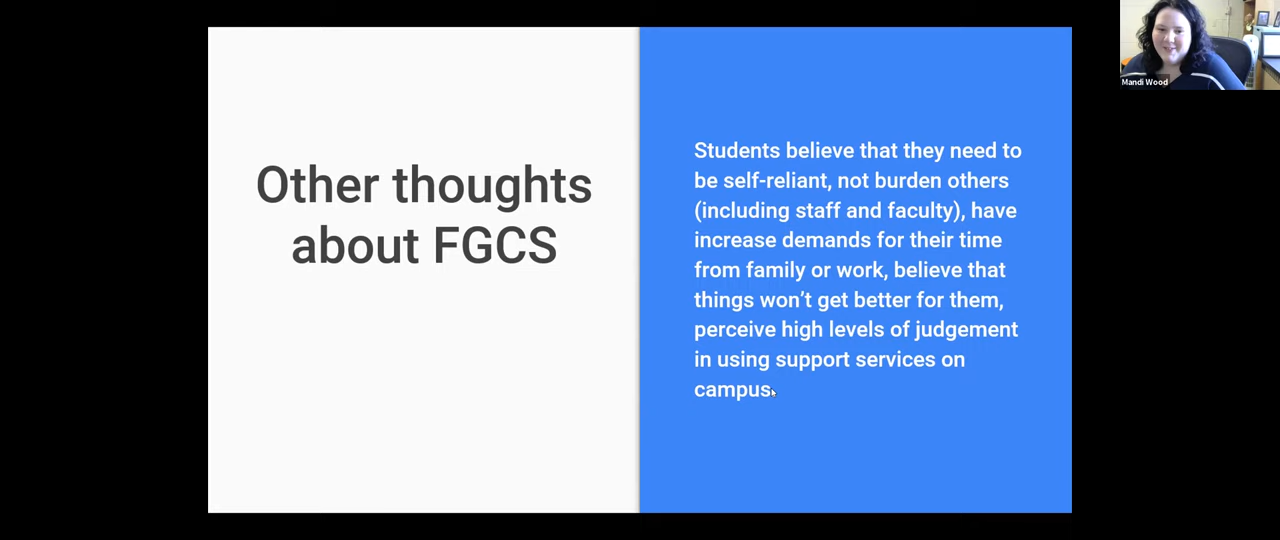 Other thoughts
about FGCS
Students believe that they need to
be self-reliant, not burden others
(including staff and faculty), have
increase demands for their time
from family or work, believe that
things won't get better for them,
perceive high levels of judgement
in using support services on
campus.
Mandi Wood